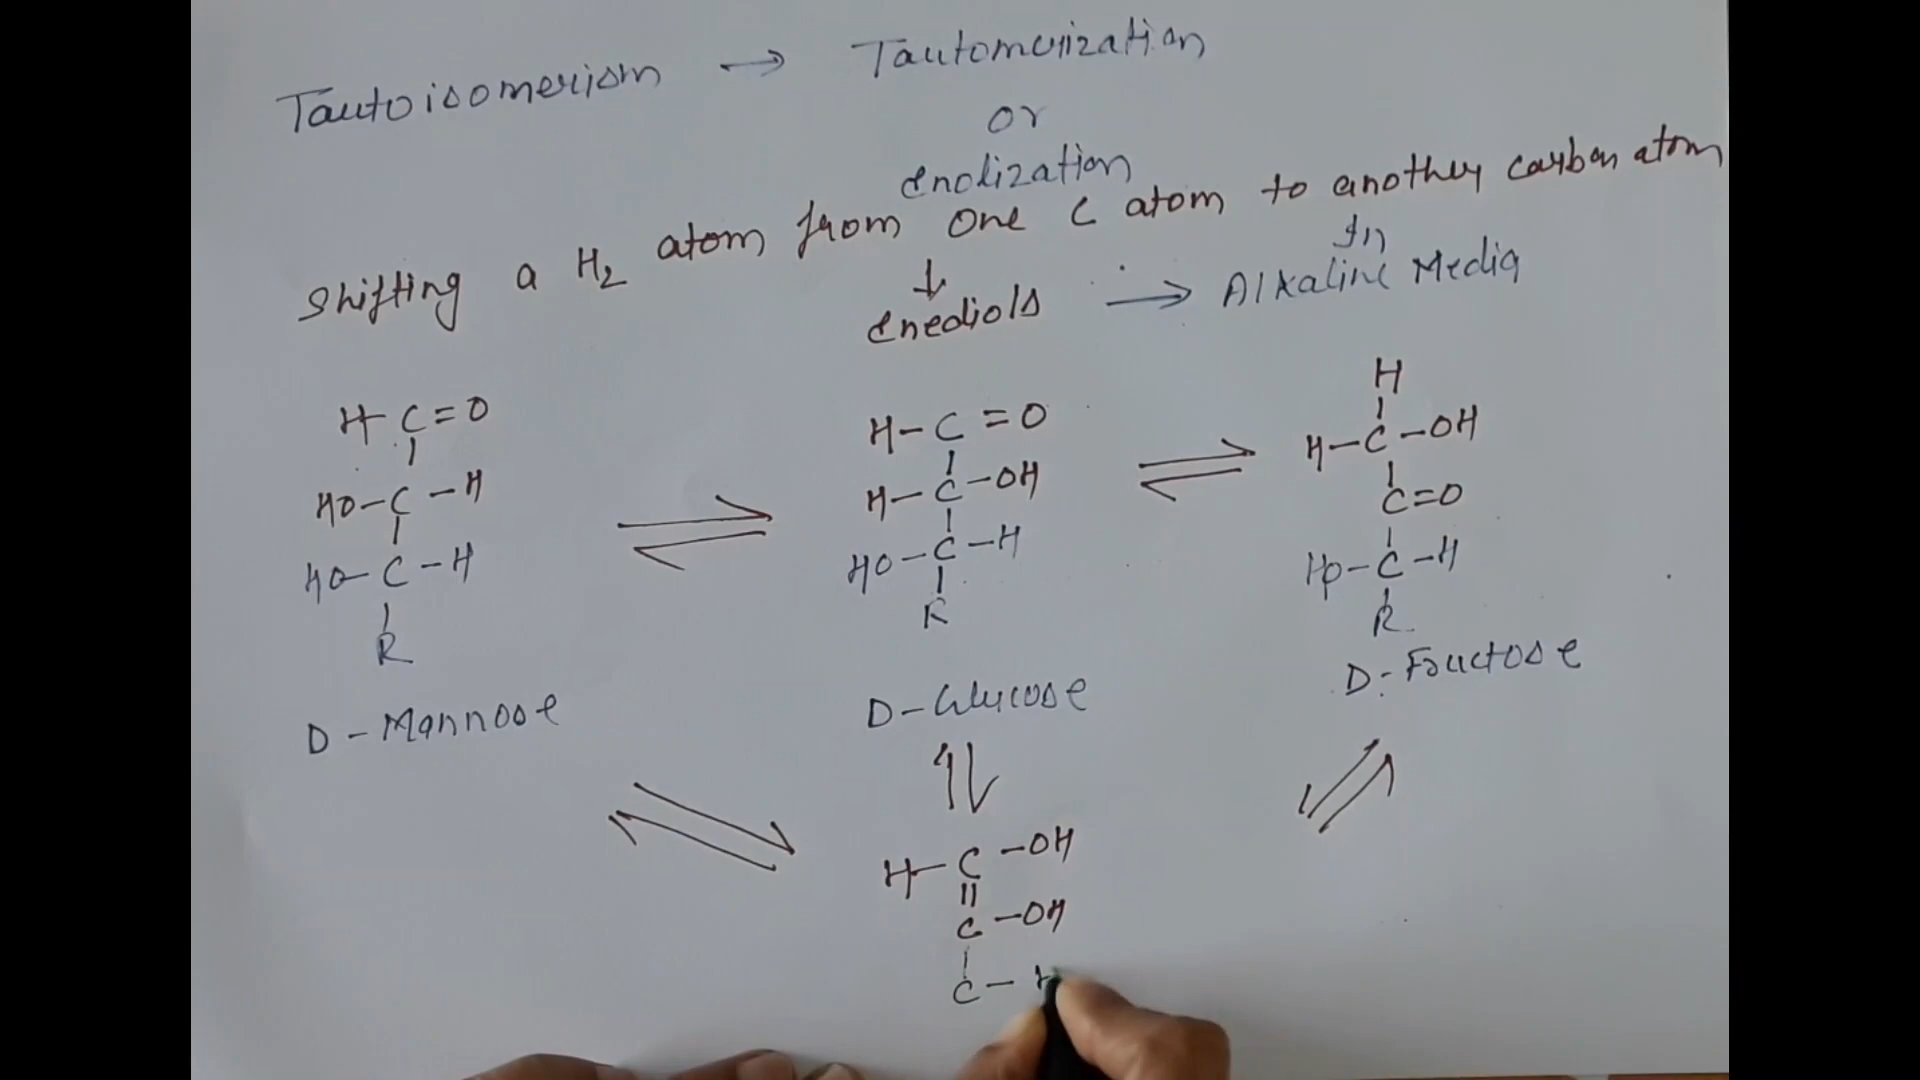 Tautoisomerism → Tautomerization
or
enolization
Shifting a H2 atom from one C atom to another carbon atom
↓ In
enediols → Alkaline Media
H C=O
HO-C-H
HO-C-H
R
D-Mannose
H-C=O
H-C-OH
HO-C-H
R
D-Glucose
H
H-C-OH
C=O
HO-C-H
R
D-Fructose
H-C-OH
C-OH
C-H